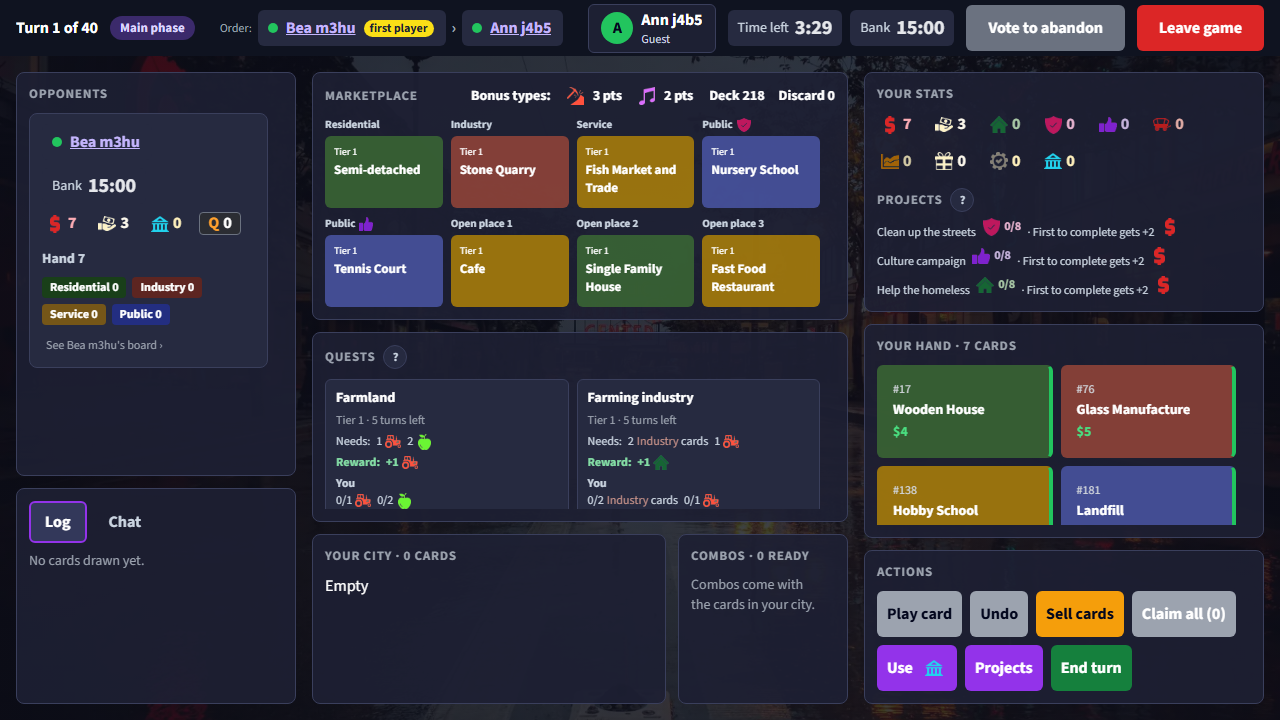 Turn 1 of 40 Main phase Order: Bea m3hu first player › Ann j4b5 A Ann j4b5 Guest Time left 3:29 Bank 15:00 Vote to abandon Leave game
OPPONENTS
Bea m3hu
Bank 15:00
7 3 0 Q 0
Hand 7
Residential 0 Industry 0
Service 0 Public 0
See Bea m3hu's board ›
Log Chat
No cards drawn yet.
MARKETPLACE Bonus types: 3 pts 2 pts Deck 218 Discard 0
Residential Industry Service Public
Tier 1 Tier 1 Tier 1 Tier 1
Semi-detached Stone Quarry Fish Market and Trade Nursery School
Public Open place 1 Open place 2 Open place 3
Tier 1 Tier 1 Tier 1 Tier 1
Tennis Court Cafe Single Family House Fast Food Restaurant
QUESTS ?
Farmland
Tier 1 · 5 turns left
Needs: 1 2
Reward: +1
You
0/1 0/2
Farming industry
Tier 1 · 5 turns left
Needs: 2 Industry cards 1
Reward: +1
You
0/2 Industry cards 0/1
YOUR CITY · 0 CARDS
Empty
COMBOS · 0 READY
Combos come with
the cards in your city.
YOUR STATS
$ 7 3 0 0 0 0
0 0 0 0
PROJECTS ?
Clean up the streets 0/8 · First to complete gets +2 $
Culture campaign 0/8 · First to complete gets +2 $
Help the homeless 0/8 · First to complete gets +2 $
YOUR HAND · 7 CARDS
#17
Wooden House
$4
#76
Glass Manufacture
$5
#138
Hobby School
#181
Landfill
ACTIONS
Play card Undo Sell cards Claim all (0)
Use Projects End turn